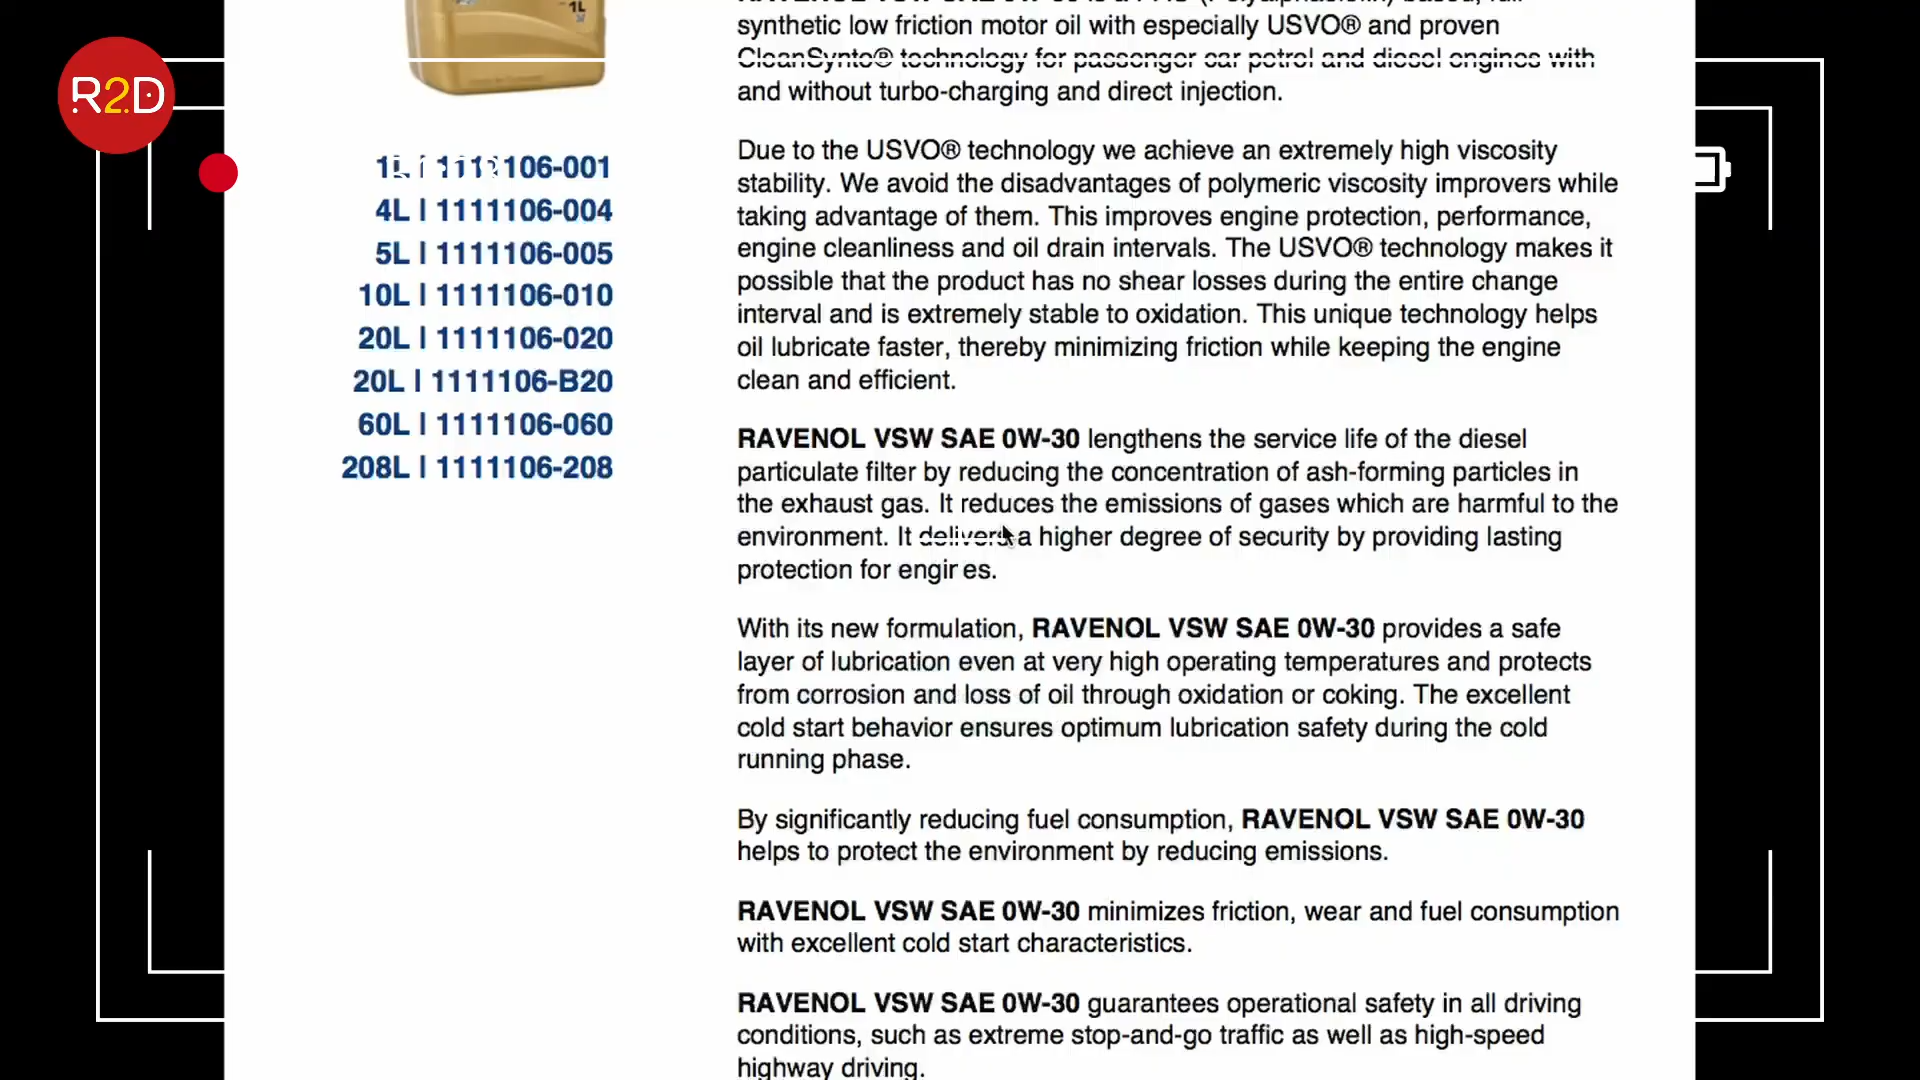 1L
synthetic low friction motor oil with especially USVO® and proven
CleanSynto® technology for passenger car petrol and diesel engines with
and without turbo-charging and direct injection.
R2D
1L | 1111106-001
4L | 1111106-004
5L | 1111106-005
10L | 1111106-010
20L | 1111106-020
20L | 1111106-B20
60L | 1111106-060
208L | 1111106-208
Due to the USVO® technology we achieve an extremely high viscosity
stability. We avoid the disadvantages of polymeric viscosity improvers while
taking advantage of them. This improves engine protection, performance,
engine cleanliness and oil drain intervals. The USVO® technology makes it
possible that the product has no shear losses during the entire change
interval and is extremely stable to oxidation. This unique technology helps
oil lubricate faster, thereby minimizing friction while keeping the engine
clean and efficient.
RAVENOL VSW SAE 0W-30 lengthens the service life of the diesel
particulate filter by reducing the concentration of ash-forming particles in
the exhaust gas. It reduces the emissions of gases which are harmful to the
environment. It delivers a higher degree of security by providing lasting
protection for engines.
With its new formulation, RAVENOL VSW SAE 0W-30 provides a safe
layer of lubrication even at very high operating temperatures and protects
from corrosion and loss of oil through oxidation or coking. The excellent
cold start behavior ensures optimum lubrication safety during the cold
running phase.
By significantly reducing fuel consumption, RAVENOL VSW SAE 0W-30
helps to protect the environment by reducing emissions.
RAVENOL VSW SAE 0W-30 minimizes friction, wear and fuel consumption
with excellent cold start characteristics.
RAVENOL VSW SAE 0W-30 guarantees operational safety in all driving
conditions, such as extreme stop-and-go traffic as well as high-speed
highway driving.